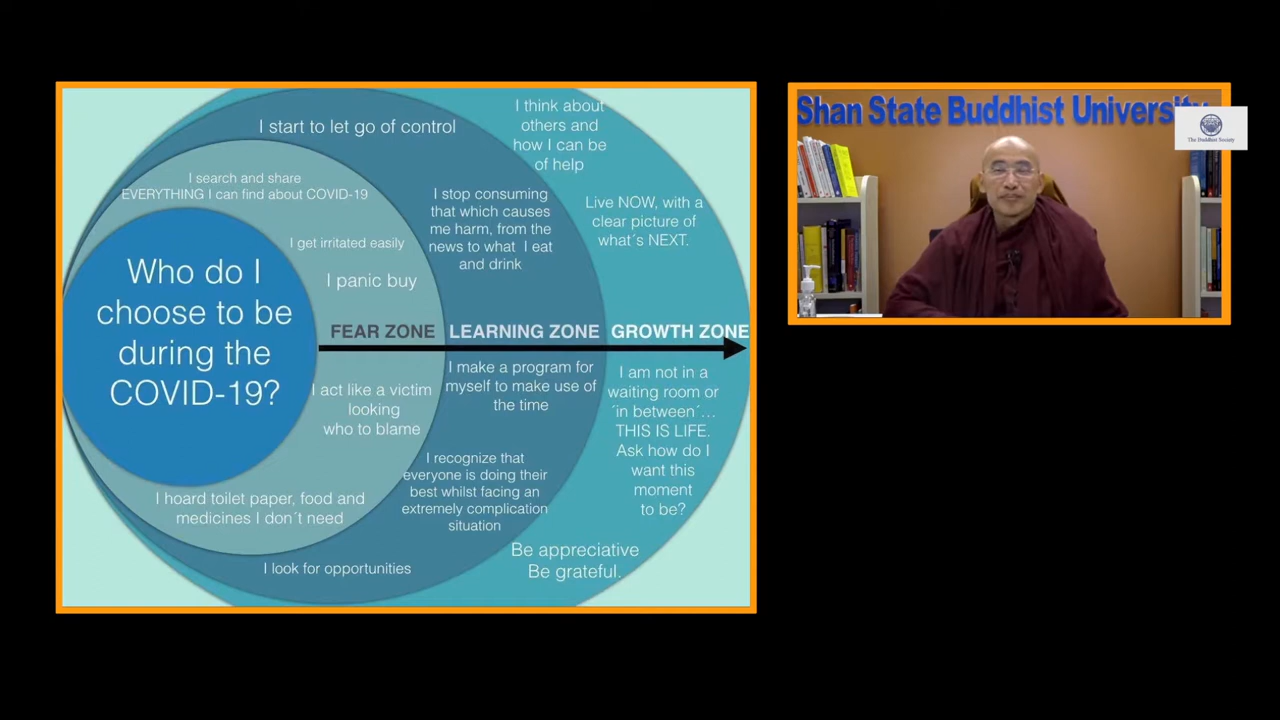 I think about
others and
how I can be
of help
I start to let go of control
I search and share
EVERYTHING I can find about COVID-19
I stop consuming
that which causes
me harm, from the
news to what I eat
and drink
Live NOW, with a
clear picture of
what´s NEXT.
I get irritated easily
I panic buy
Who do I
choose to be
during the
COVID-19?
FEAR ZONE
LEARNING ZONE
GROWTH ZONE
I act like a victim
looking
who to blame
I make a program for
myself to make use of
the time
I am not in a
waiting room or
´in between´...
THIS IS LIFE.
Ask how do I
want this
moment
to be?
I recognize that
everyone is doing their
best whilst facing an
extremely complication
situation
I hoard toilet paper, food and
medicines I don´t need
Be appreciative
Be grateful.
I look for opportunities
Shan State Buddhist University
The Buddhist Society